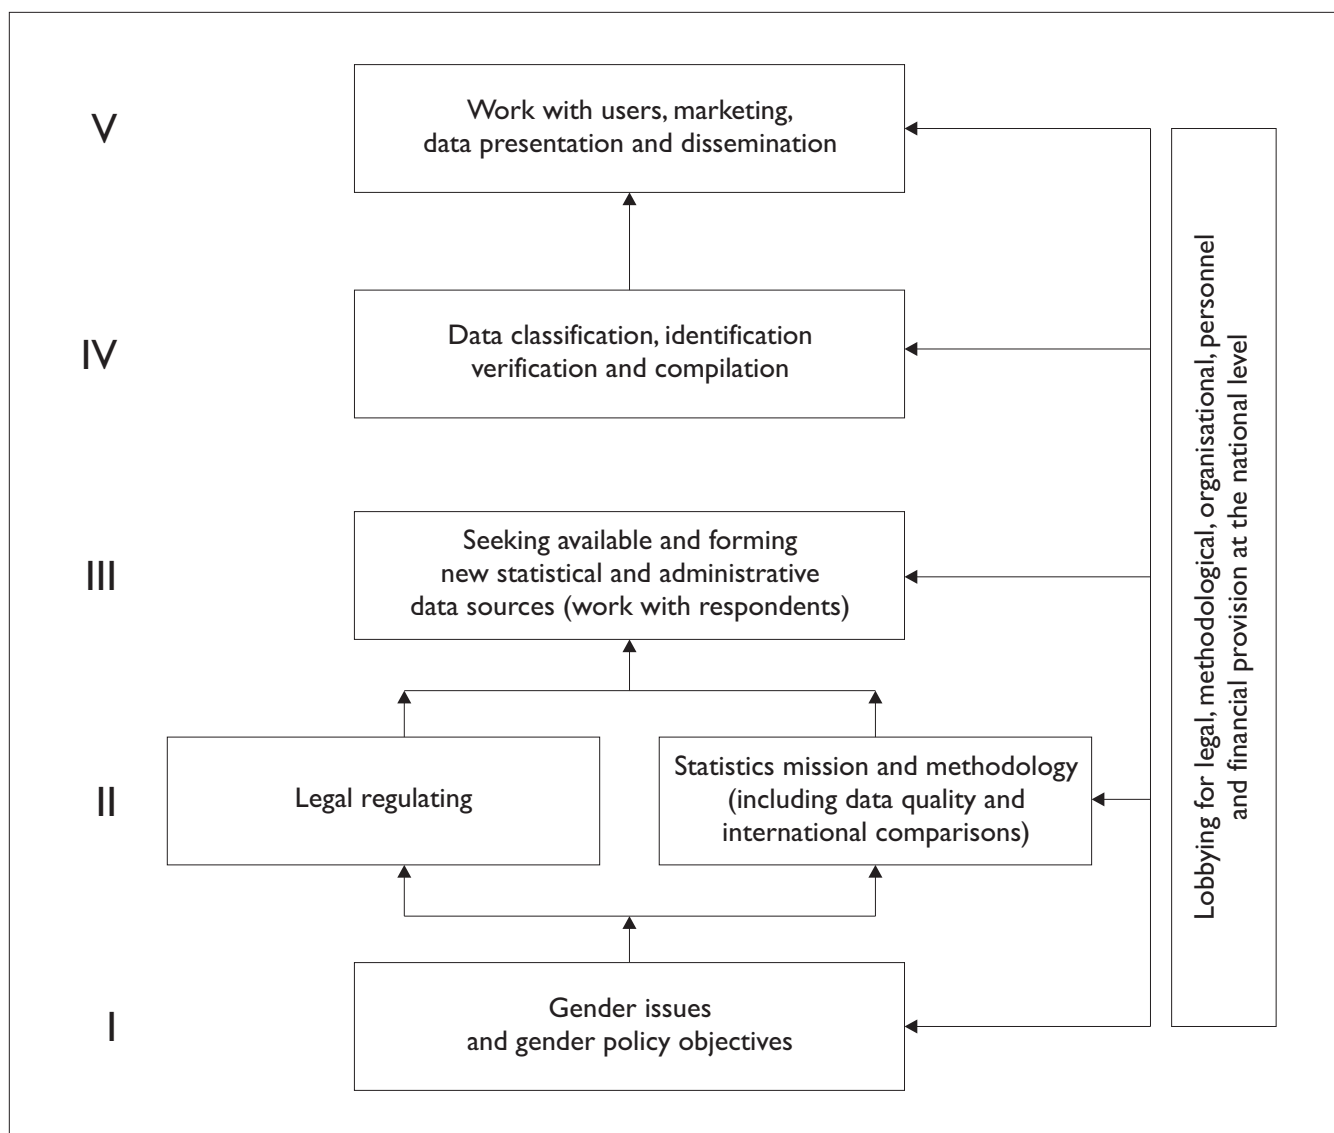 V
Work with users, marketing,
data presentation and dissemination
IV
Data classification, identification
verification and compilation
III
Seeking available and forming
new statistical and administrative
data sources (work with respondents)
II
Legal regulating
Statistics mission and methodology
(including data quality and
international comparisons)
I
Gender issues
and gender policy objectives
Lobbying for legal, methodological, organisational, personnel
and financial provision at the national level